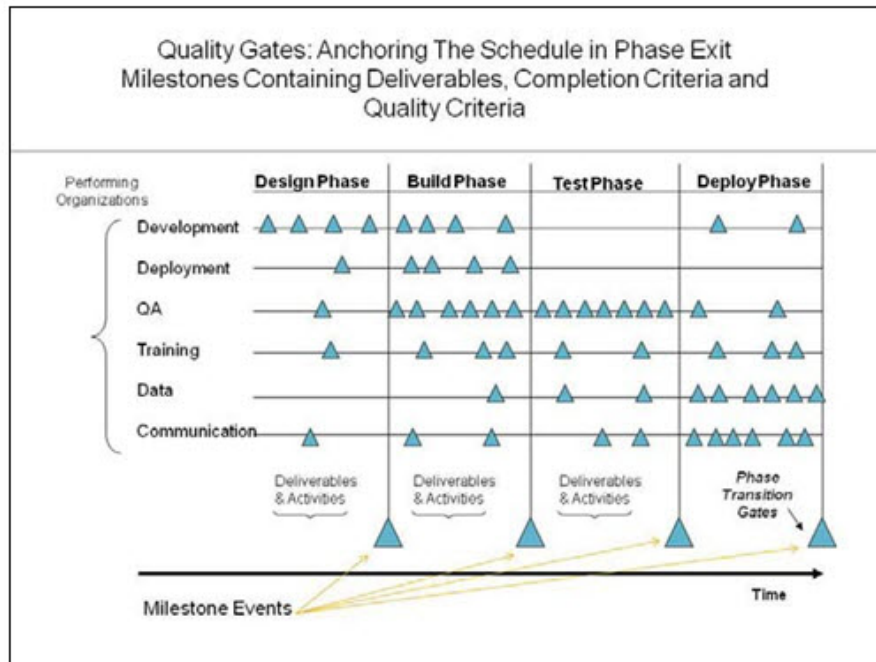 Quality Gates: Anchoring The Schedule in Phase Exit
Milestones Containing Deliverables, Completion Criteria and
Quality Criteria
Performing
Organizations
Design Phase
Build Phase
Test Phase
Deploy Phase
Development
Deployment
QA
Training
Data
Communication
Deliverables
& Activities
Deliverables
& Activities
Deliverables
& Activities
Phase
Transition
Gates
Time
Milestone Events